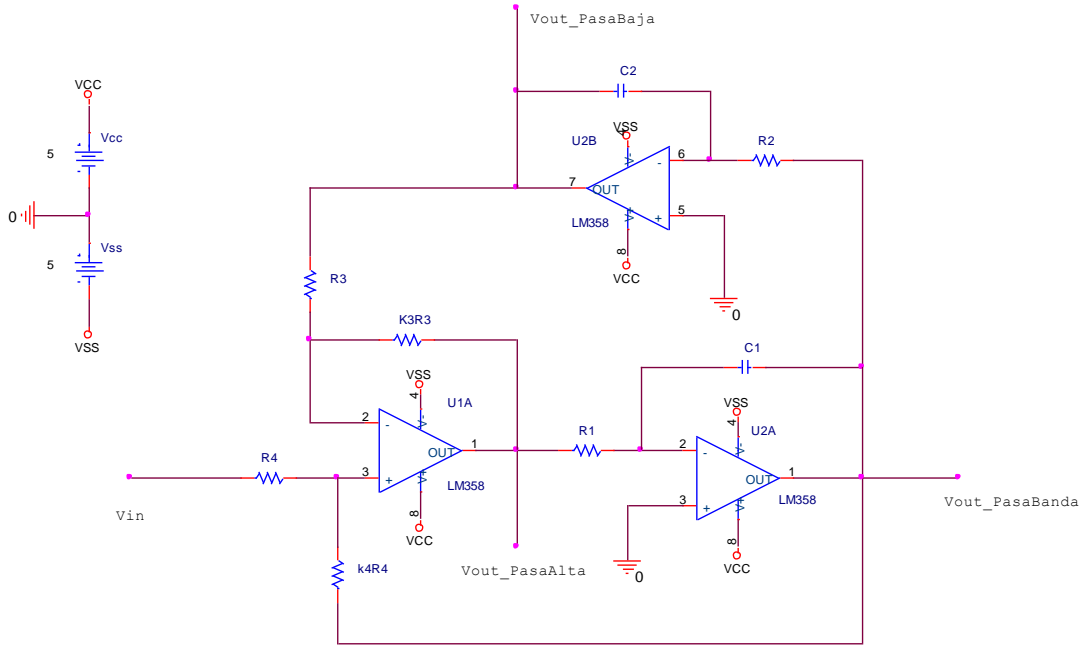 Vout_PasaBaja
C2
VCC
Vcc
5
0
Vss
5
VSS
VSS
4
U2B
V-
6
-
R2
7
OUT
5
+
V+
LM358
8
VCC
0
R3
K3R3
C1
VSS
4
U1A
V-
2
-
OUT
1
3
+
V+
LM358
8
VCC
R4
Vin
k4R4
Vout_PasaAlta
R1
VSS
4
U2A
V-
2
-
OUT
1
3
+
V+
LM358
8
VCC
0
Vout_PasaBanda